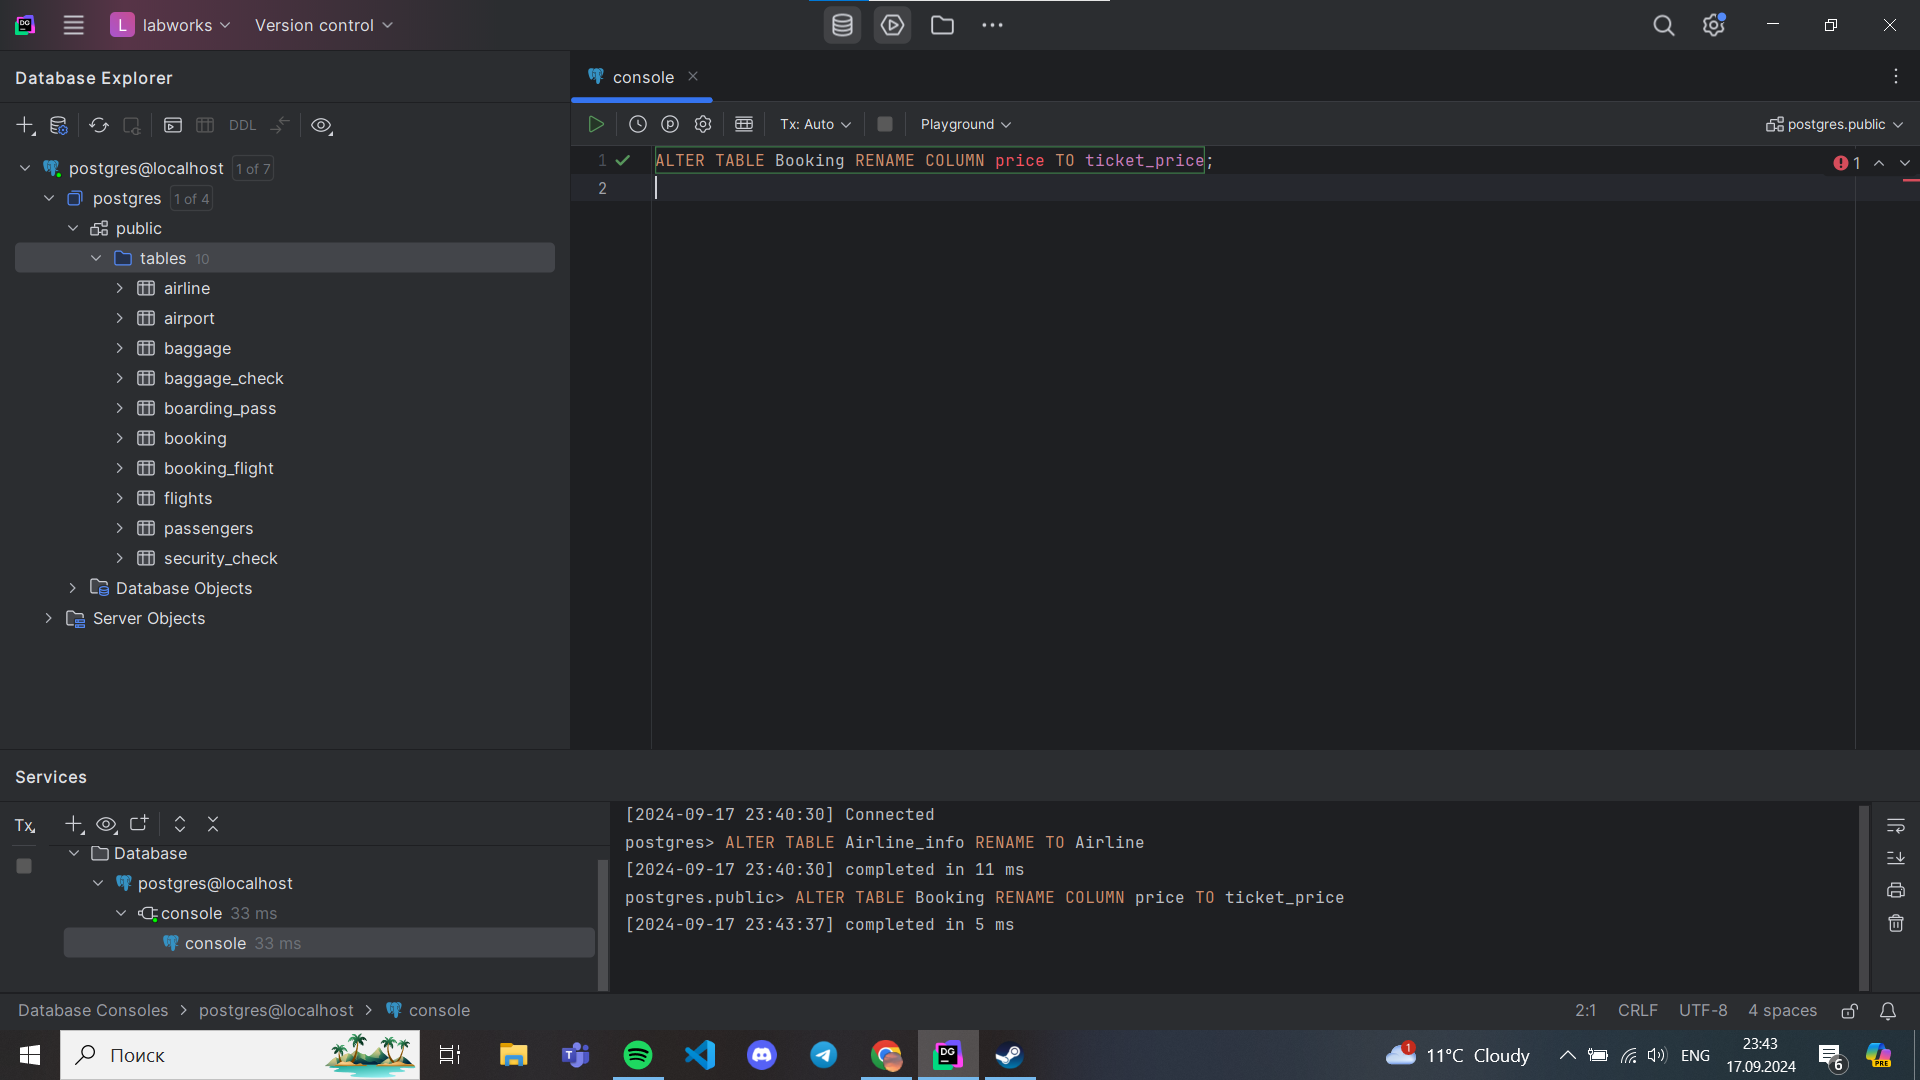 L labworks Version control
Database Explorer
console
DDL
Tx: Auto
Playground
postgres.public
postgres@localhost 1 of 7
postgres 1 of 4
public
tables 10
airline
airport
baggage
baggage_check
boarding_pass
booking
booking_flight
flights
passengers
security_check
Database Objects
Server Objects
1 ALTER TABLE Booking RENAME COLUMN price TO ticket_price;
1
2
Services
Tx
Database
postgres@localhost
console 33 ms
console 33 ms
[2024-09-17 23:40:30] Connected
postgres> ALTER TABLE Airline_info RENAME TO Airline
[2024-09-17 23:40:30] completed in 11 ms
postgres.public> ALTER TABLE Booking RENAME COLUMN price TO ticket_price
[2024-09-17 23:43:37] completed in 5 ms
Database Consoles > postgres@localhost > console
2:1 CRLF UTF-8 4 spaces
Поиск
DG
1
11°C Cloudy
ENG
23:43
17.09.2024
6
PRE